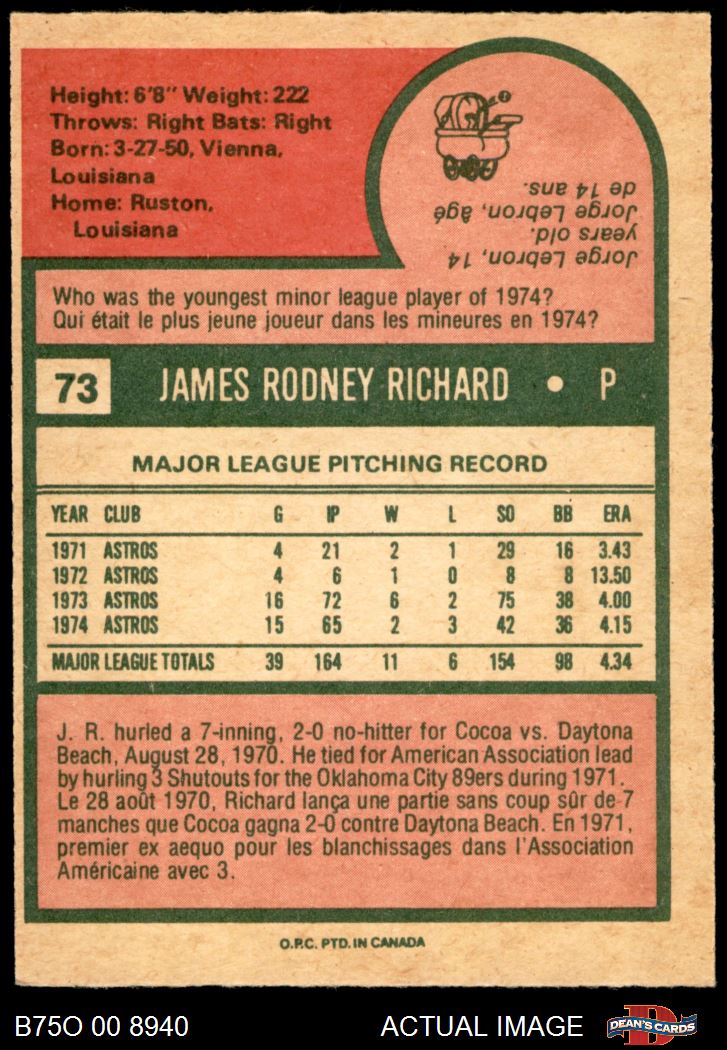 Height: 6'8" Weight: 222
Throws: Right Bats: Right
Born: 3-27-50, Vienna,
Louisiana
Home: Ruston,
Louisiana
Jorge Lebron, 14
years old.
Jorge Lebron, âgé
de 14 ans.
Who was the youngest minor league player of 1974?
Qui était le plus jeune joueur dans les mineures en 1974?
73 JAMES RODNEY RICHARD • P
MAJOR LEAGUE PITCHING RECORD
YEAR CLUB G IP W L SO BB ERA
1971 ASTROS 4 21 2 1 29 16 3.43
1972 ASTROS 4 6 1 0 8 8 13.50
1973 ASTROS 16 72 6 2 75 38 4.00
1974 ASTROS 15 65 2 3 42 36 4.15
MAJOR LEAGUE TOTALS 39 164 11 6 154 98 4.34
J. R. hurled a 7-inning, 2-0 no-hitter for Cocoa vs. Daytona
Beach, August 28, 1970. He tied for American Association lead
by hurling 3 Shutouts for the Oklahoma City 89ers during 1971.
Le 28 août 1970, Richard lança une partie sans coup sûr de 7
manches que Cocoa gagna 2-0 contre Daytona Beach. En 1971,
premier ex aequo pour les blanchissages dans l'Association
Américaine avec 3.
O.P.C. PTD. IN CANADA
B75O 00 8940 ACTUAL IMAGE DEAN'S CARDS